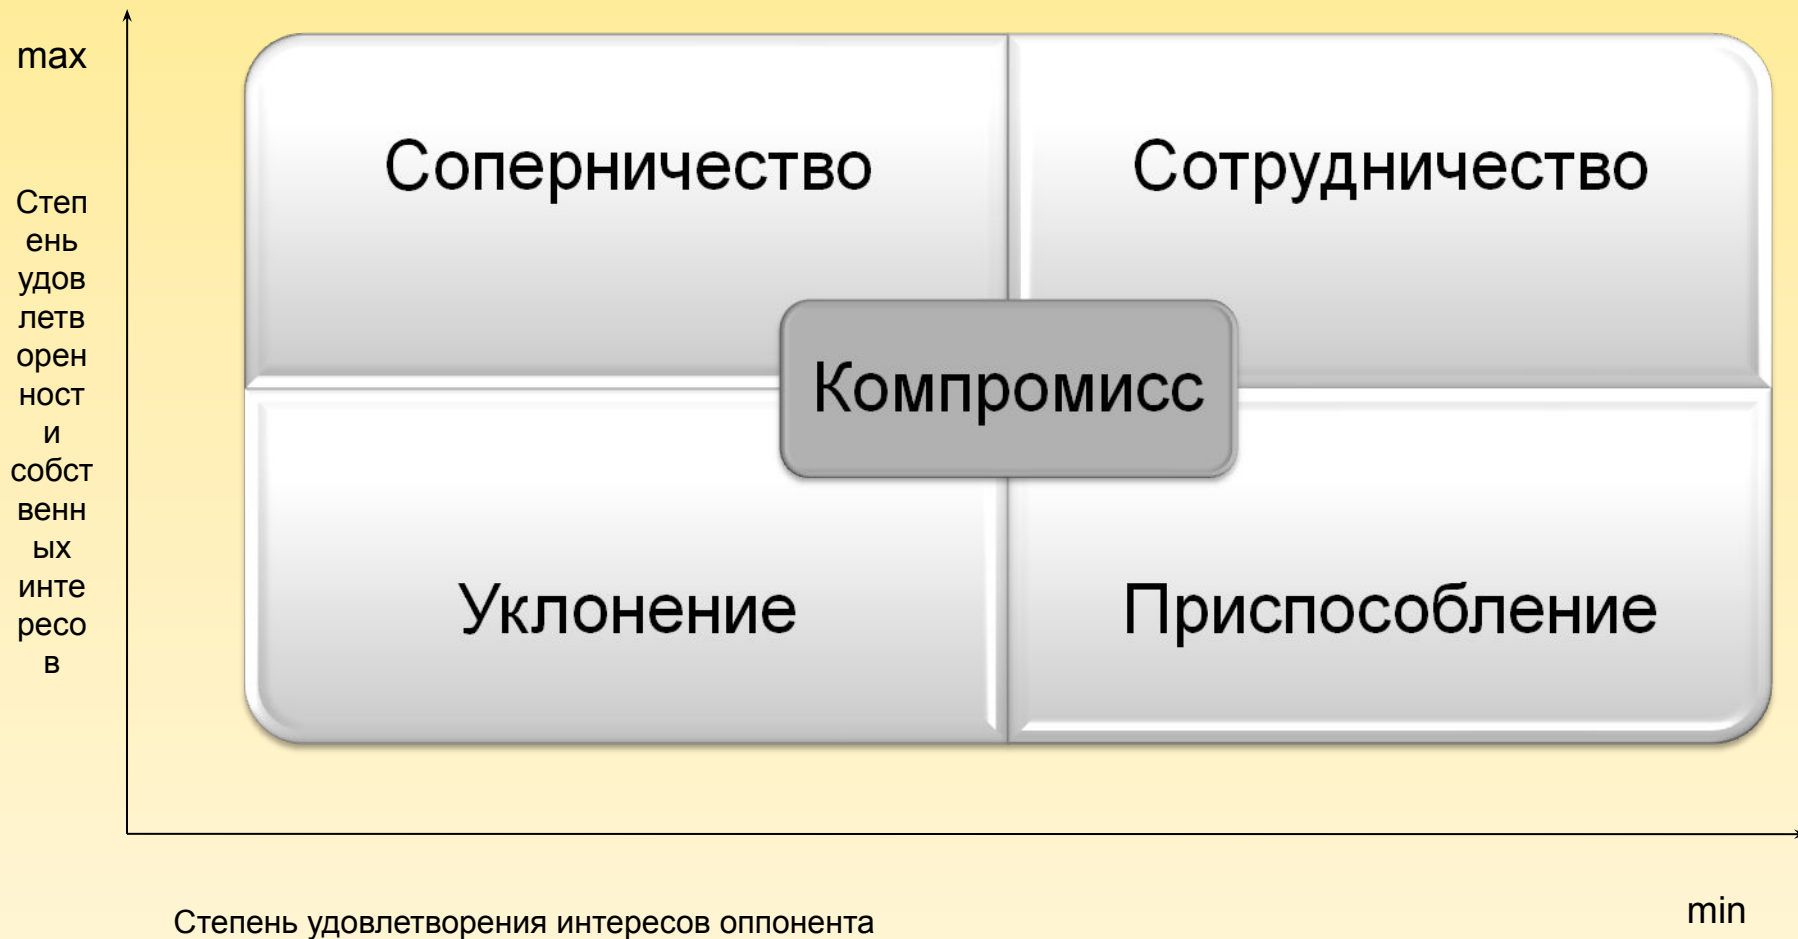 max
Степ
ень
удов
летв
орен
ност
и
собст
венн
ых
инте
ресо
в
Соперничество
Сотрудничество
Компромисс
Уклонение
Приспособление
Степень удовлетворения интересов оппонента
min